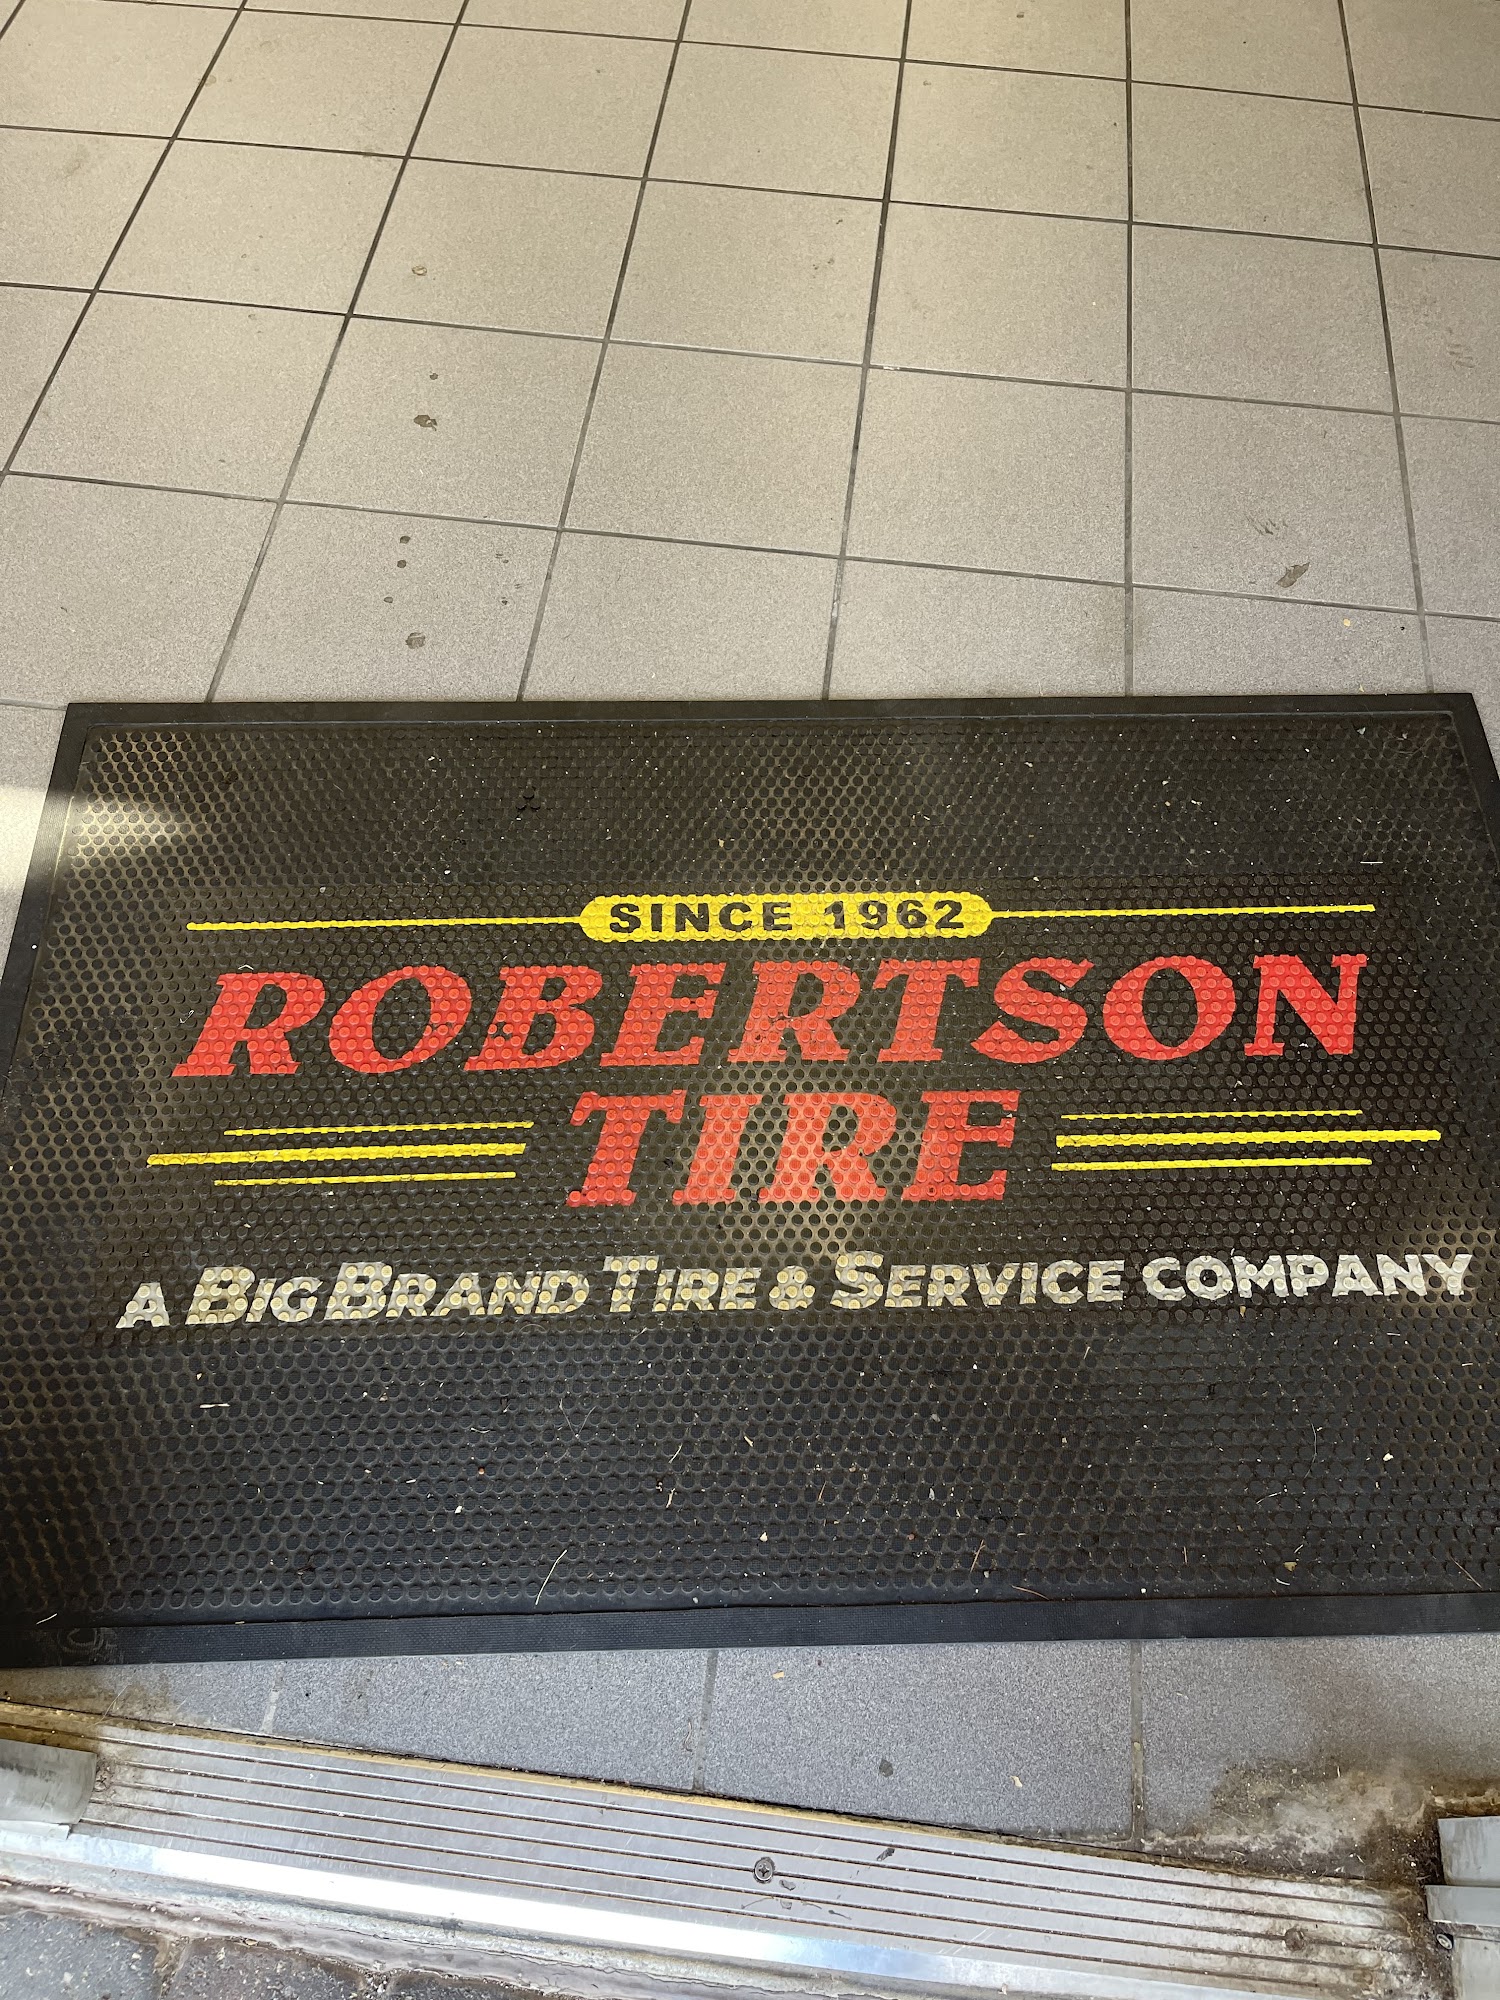 SINCE 1962
ROBERTSON
TIRE
A BIG BRAND TIRE & SERVICE COMPANY